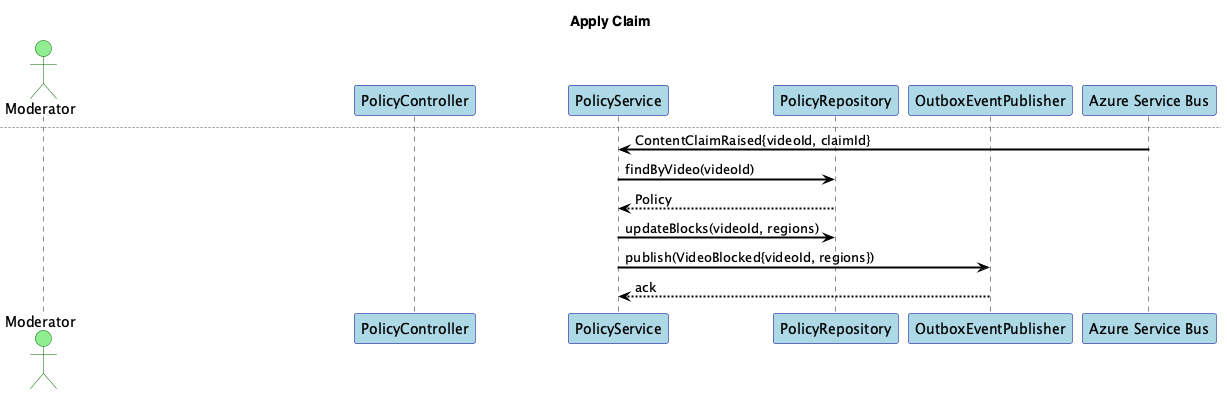 Apply Claim
Moderator
PolicyController
PolicyService
PolicyRepository
OutboxEventPublisher
Azure Service Bus
ContentClaimRaised{videoId, claimId}
findByVideo(videoId)
Policy
updateBlocks(videoId, regions)
publish(VideoBlocked{videoId, regions})
ack
Moderator
PolicyController
PolicyService
PolicyRepository
OutboxEventPublisher
Azure Service Bus